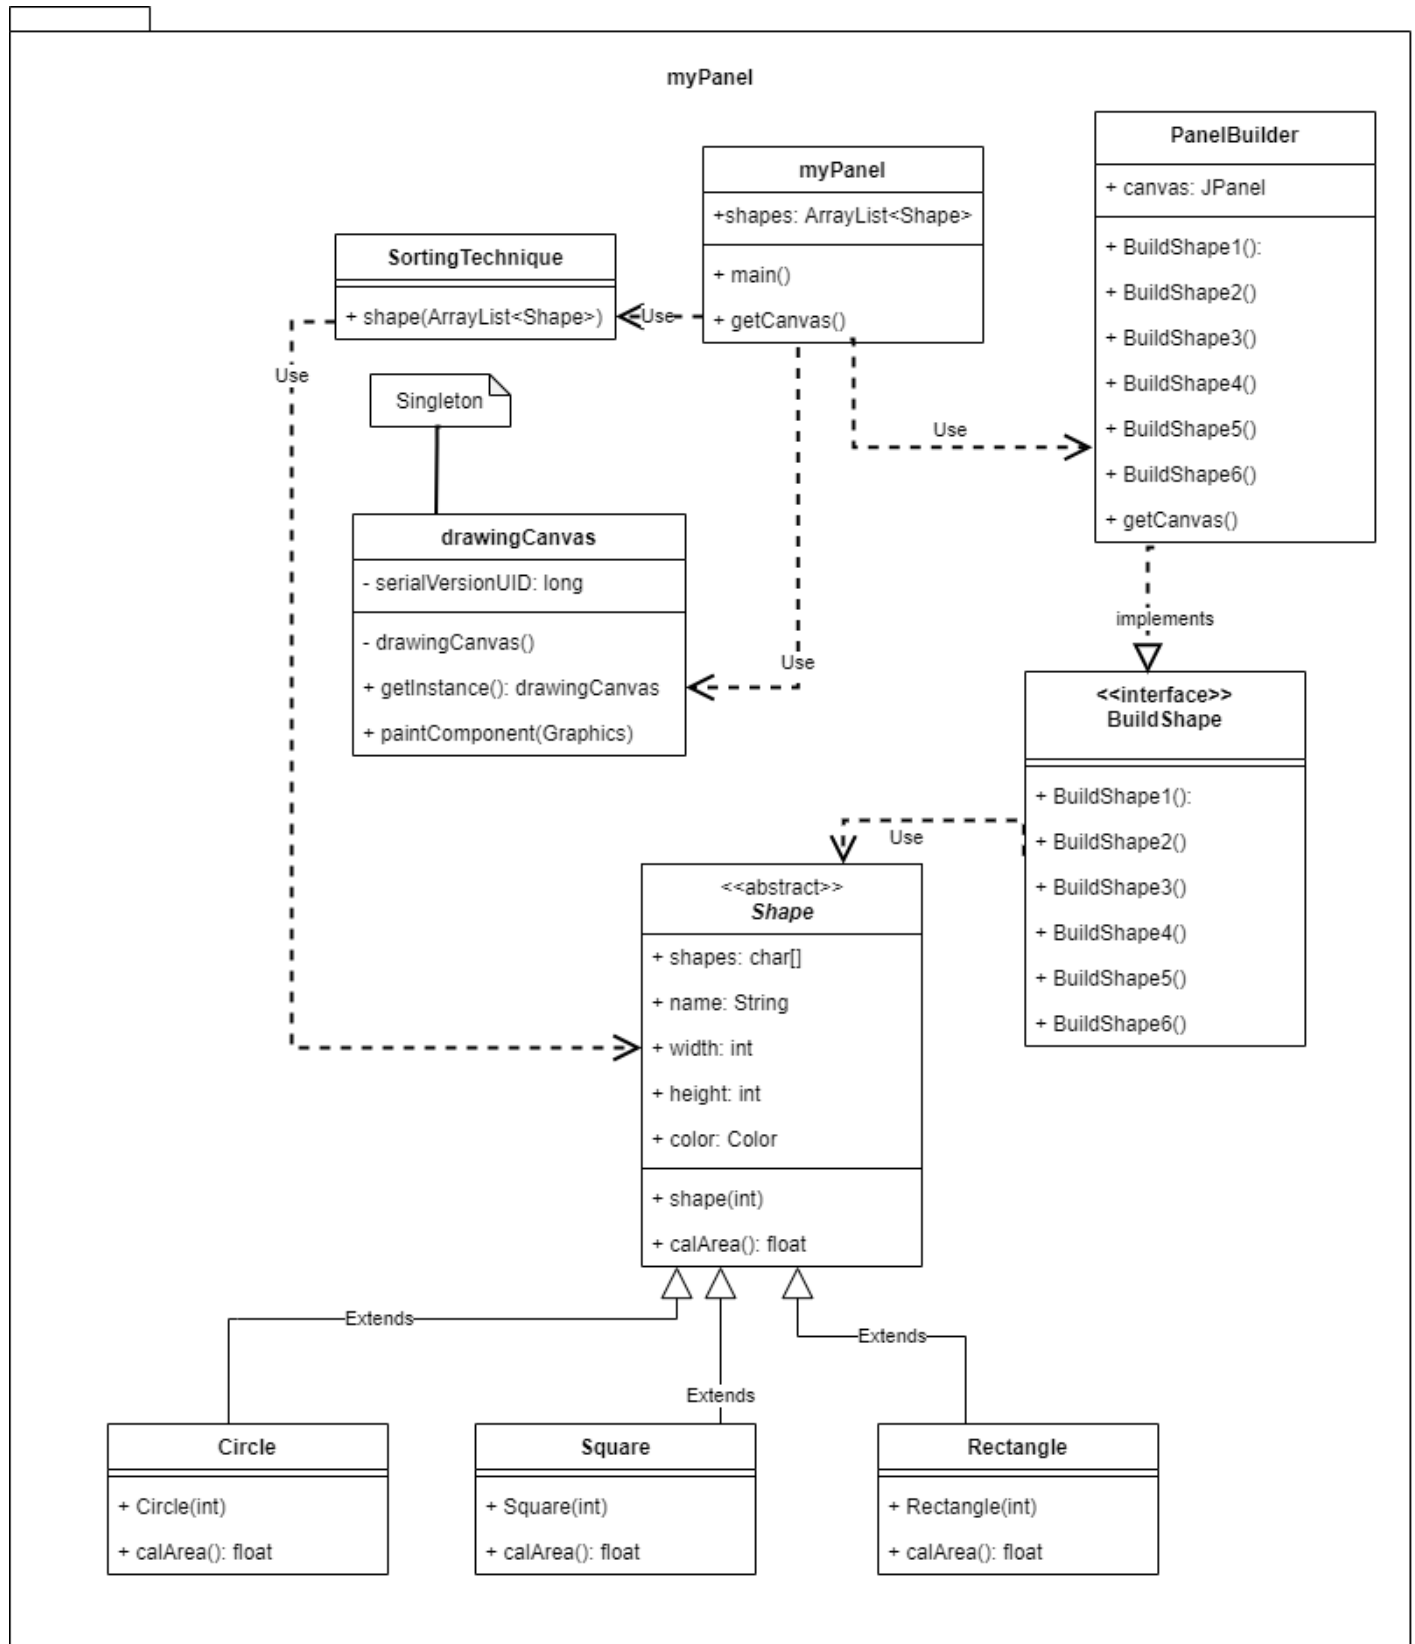 myPanel
PanelBuilder
+ canvas: JPanel
+ BuildShape1():
+ BuildShape2()
+ BuildShape3()
+ BuildShape4()
+ BuildShape5()
+ BuildShape6()
+ getCanvas()
myPanel
+shapes: ArrayList<Shape>
+ main()
+ getCanvas()
SortingTechnique
+ shape(ArrayList<Shape>)
Use
Use
Use
Singleton
drawingCanvas
- serialVersionUID: long
- drawingCanvas()
+ getInstance(): drawingCanvas
+ paintComponent(Graphics)
Use
implements
<<interface>>
BuildShape
+ BuildShape1():
+ BuildShape2()
+ BuildShape3()
+ BuildShape4()
+ BuildShape5()
+ BuildShape6()
Use
<<abstract>>
Shape
+ shapes: char[]
+ name: String
+ width: int
+ height: int
+ color: Color
+ shape(int)
+ calArea(): float
Extends
Extends
Extends
Circle
+ Circle(int)
+ calArea(): float
Square
+ Square(int)
+ calArea(): float
Rectangle
+ Rectangle(int)
+ calArea(): float